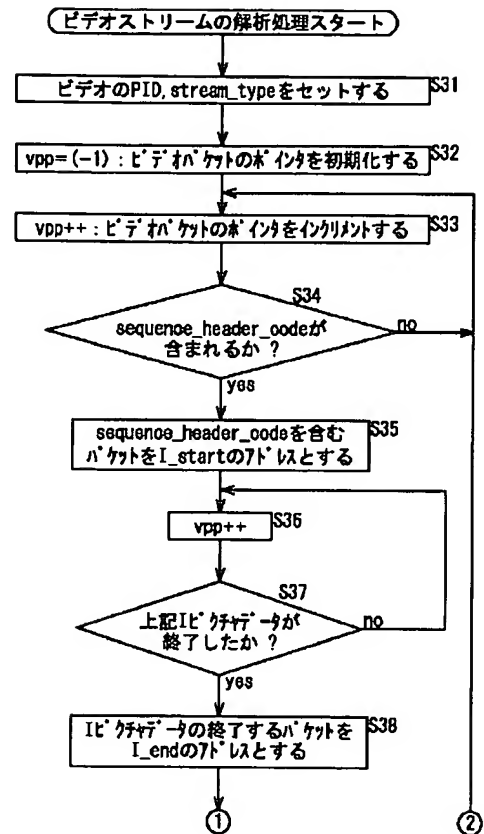 ビデオストリームの解析処理スタート
ビデオのPID,stream_typeをセットする
S31
vpp=(-1):ビデオパケットのポインタを初期化する
S32
vpp++:ビデオパケットのポインタをインクリメントする
S33
S34
sequence_header_codeが
含まれるか ?
no
yes
sequence_header_codeを含む
パケットをI_startのアドレスとする
S35
vpp++
S36
S37
上記Iピクチャデータが
終了したか ?
no
yes
Iピクチャデータの終了するパケットを
I_endのアドレスとする
S38
①
②